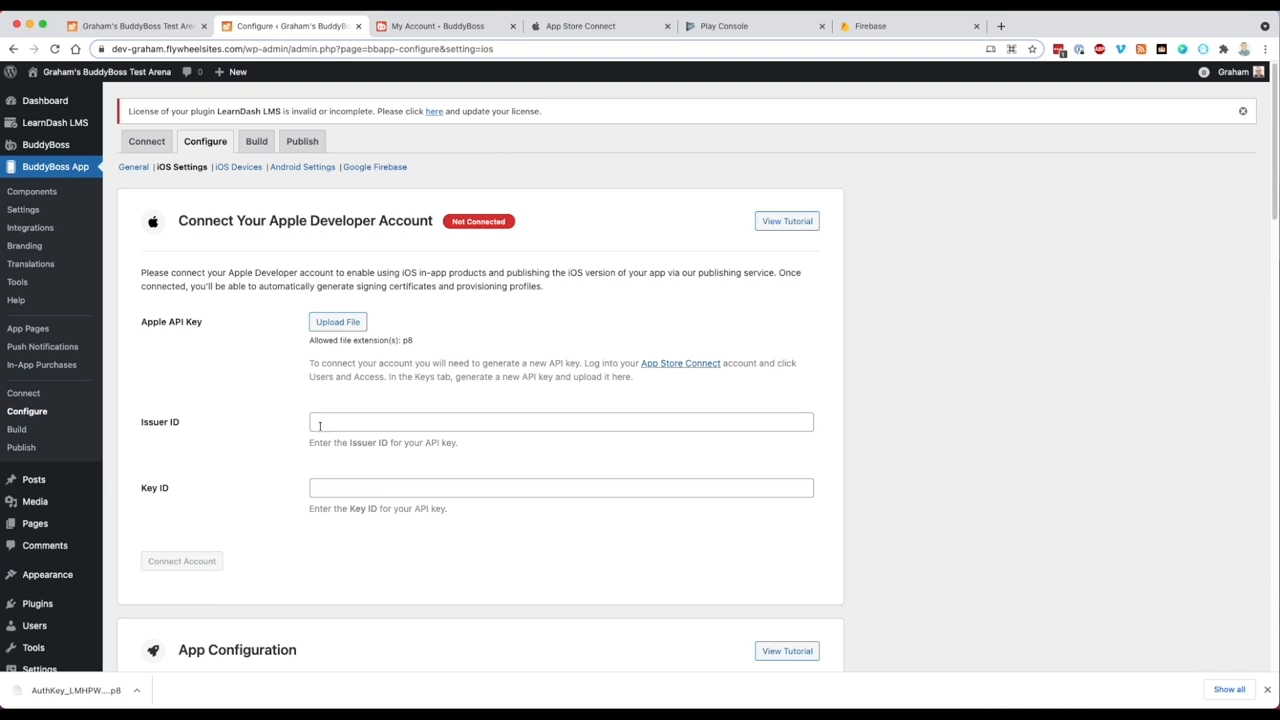 Graham's BuddyBoss Test Aren
Configure ‹ Graham's BuddyB
My Account - BuddyBoss
App Store Connect
Play Console
Firebase
dev-graham.flywheelsites.com/wp-admin/admin.php?page=bbapp-configure&setting=ios
Graham's BuddyBoss Test Arena
0
New
0
Graham
Dashboard
LearnDash LMS
BuddyBoss
BuddyBoss App
Components
Settings
Integrations
Branding
Translations
Tools
Help
App Pages
Push Notifications
In-App Purchases
Connect
Configure
Build
Publish
Posts
Media
Pages
Comments
Appearance
Plugins
Users
Tools
Settings
License of your plugin LearnDash LMS is invalid or incomplete. Please click here and update your license.
Connect
Configure
Build
Publish
General | iOS Settings | iOS Devices | Android Settings | Google Firebase
Connect Your Apple Developer Account
Not Connected
View Tutorial
Please connect your Apple Developer account to enable using iOS in-app products and publishing the iOS version of your app via our publishing service. Once
connected, you'll be able to automatically generate signing certificates and provisioning profiles.
Apple API Key
Upload File
Allowed file extension(s): p8
To connect your account you will need to generate a new API key. Log into your App Store Connect account and click
Users and Access. In the Keys tab, generate a new API key and upload it here.
Issuer ID
Enter the Issuer ID for your API key.
Key ID
Enter the Key ID for your API key.
Connect Account
App Configuration
View Tutorial
AuthKey_LMHPW....p8
Show all